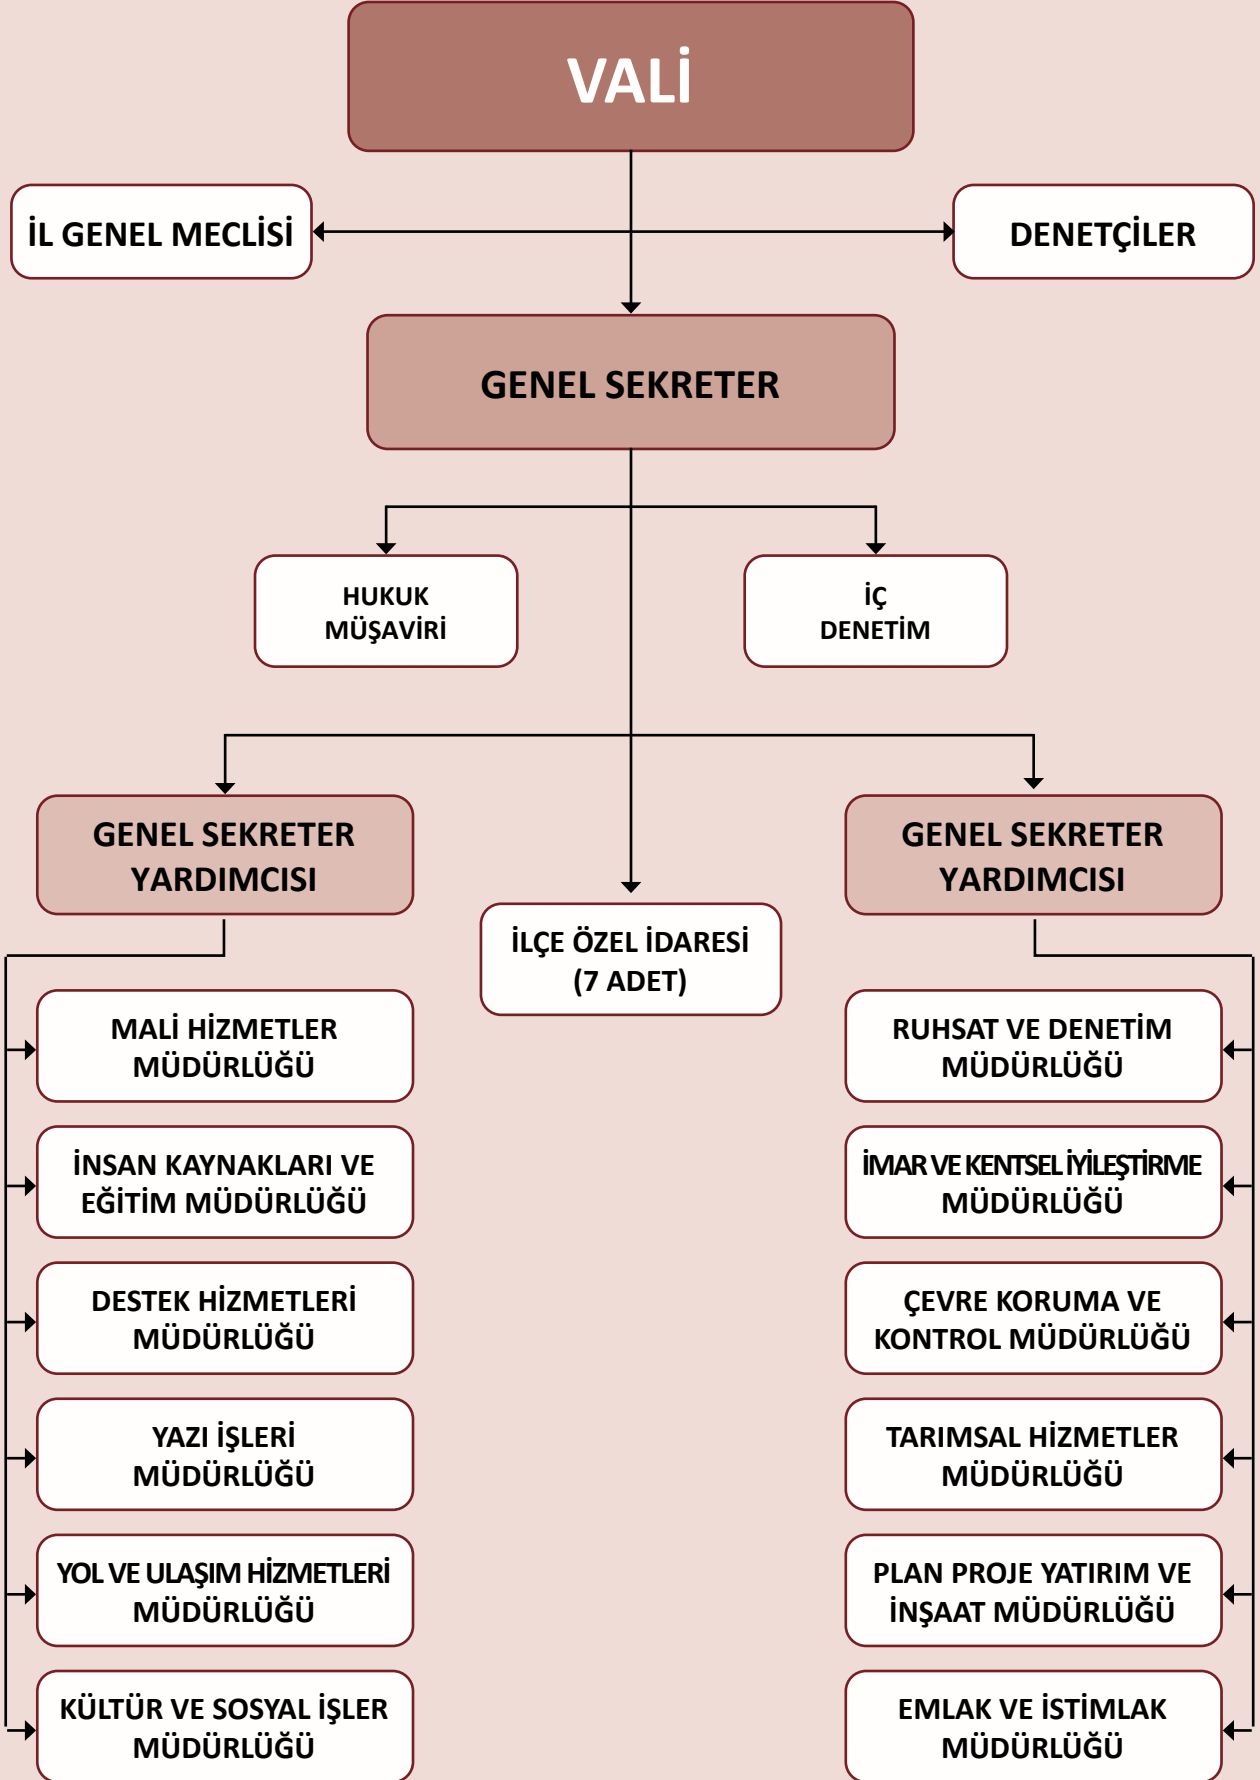 VALİ
İL GENEL MECLİSİ
DENETÇİLER
GENEL SEKRETER
HUKUK
MÜŞAVİRİ
İÇ
DENETİM
GENEL SEKRETER
YARDIMCISI
GENEL SEKRETER
YARDIMCISI
İLÇE ÖZEL İDARESİ
(7 ADET)
MALİ HİZMETLER
MÜDÜRLÜĞÜ
İNSAN KAYNAKLARI VE
EĞİTİM MÜDÜRLÜĞÜ
DESTEK HİZMETLERİ
MÜDÜRLÜĞÜ
YAZI İŞLERİ
MÜDÜRLÜĞÜ
YOL VE ULAŞIM HİZMETLERİ
MÜDÜRLÜĞÜ
KÜLTÜR VE SOSYAL İŞLER
MÜDÜRLÜĞÜ
RUHSAT VE DENETİM
MÜDÜRLÜĞÜ
İMAR VE KENTSEL İYİLEŞTİRME
MÜDÜRLÜĞÜ
ÇEVRE KORUMA VE
KONTROL MÜDÜRLÜĞÜ
TARIMSAL HİZMETLER
MÜDÜRLÜĞÜ
PLAN PROJE YATIRIM VE
İNŞAAT MÜDÜRLÜĞÜ
EMLAK VE İSTİMLAK
MÜDÜRLÜĞÜ